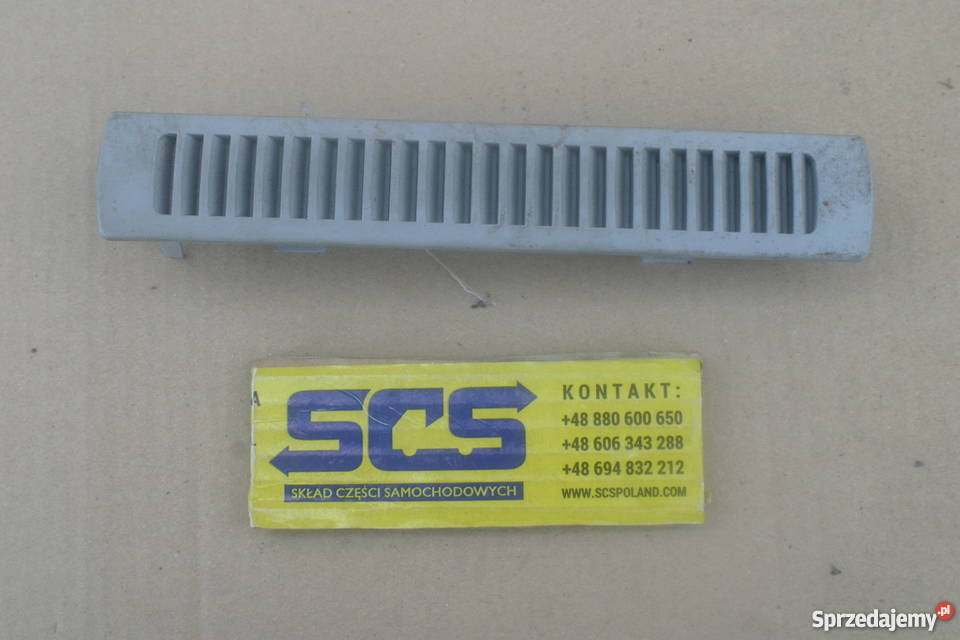 A
SCS
SKŁAD CZĘŚCI SAMOCHODOWYCH
KONTAKT:
+48 880 600 650
+48 606 343 288
+48 694 832 212
WWW.SCSPOLAND.COM
Sprzedajemy.pl